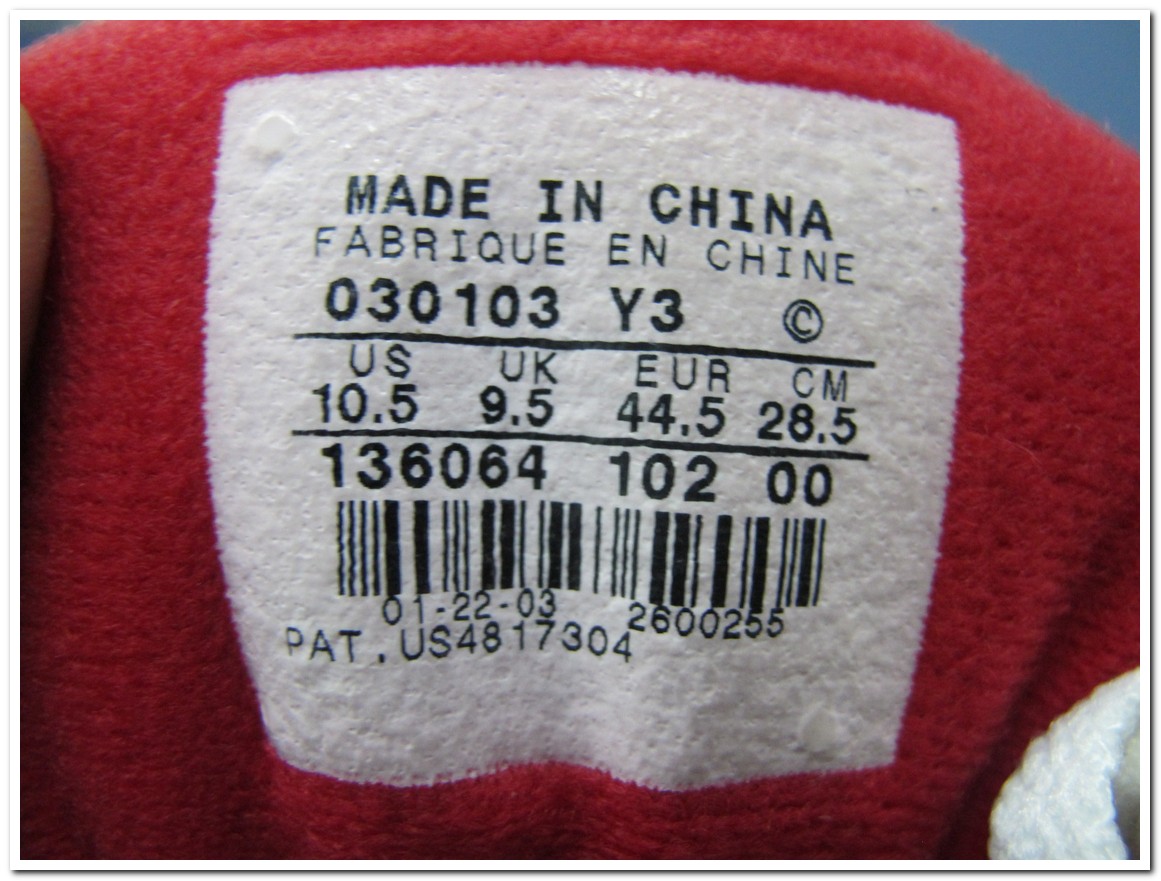 MADE IN CHINA
FABRIQUE EN CHINE
030103 Y3 ©
US UK EUR CM
10.5 9.5 44.5 28.5
136064 102 00
01-22-03 2600255
PAT.US4817304